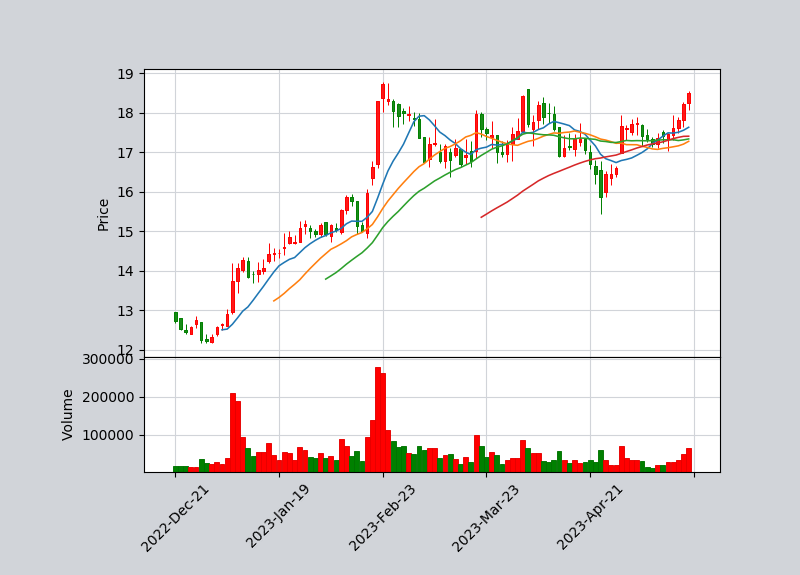 19
18
17
16
15
14
13
12
Price
300000
200000
100000
Volume
2022-Dec-21
2023-Jan-19
2023-Feb-23
2023-Mar-23
2023-Apr-21